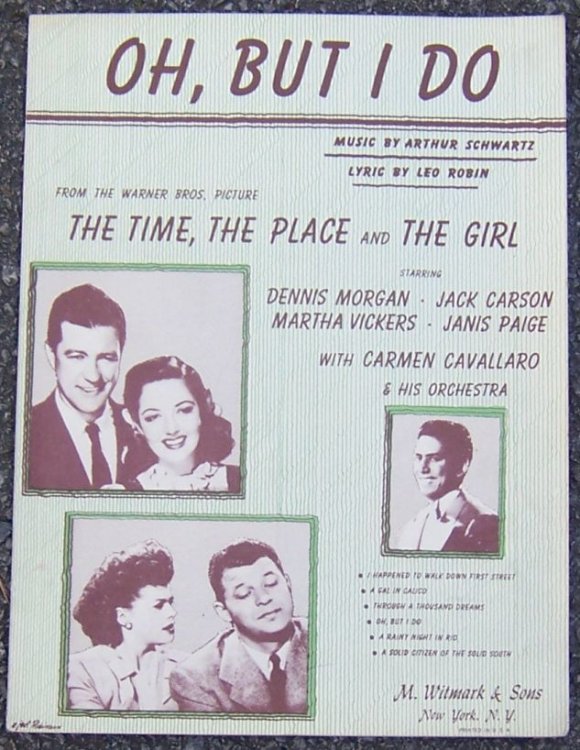 OH, BUT I DO
MUSIC BY ARTHUR SCHWARTZ
LYRIC BY LEO ROBIN
FROM THE WARNER BROS. PICTURE
THE TIME, THE PLACE AND THE GIRL
STARRING
DENNIS MORGAN · JACK CARSON
MARTHA VICKERS · JANIS PAIGE
WITH CARMEN CAVALLARO
& HIS ORCHESTRA
• I HAPPENED TO WALK DOWN FIRST STREET
• A GAL IN CALICO
• THROUGH A THOUSAND DREAMS
• OH, BUT I DO
• A RAINY NIGHT IN RIO
• A SOLID CITIZEN OF THE SOLID SOUTH
M. Witmark & Sons
New York, N. Y.
PRINTED IN U.S.A.